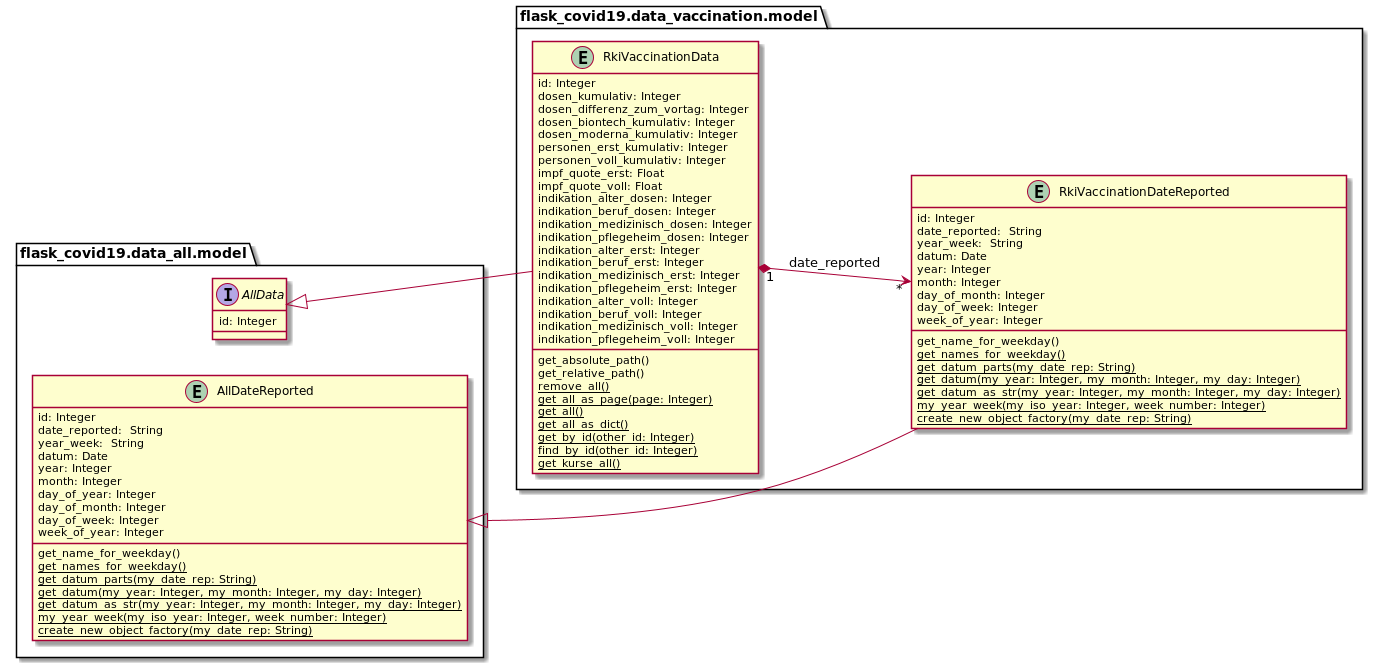 flask_covid19.data_vaccination.model
E RkiVaccinationData
id: Integer
dosen_kumulativ: Integer
dosen_differenz_zum_vortag: Integer
dosen_biontech_kumulativ: Integer
dosen_moderna_kumulativ: Integer
personen_erst_kumulativ: Integer
personen_voll_kumulativ: Integer
impf_quote_erst: Float
impf_quote_voll: Float
indikation_alter_dosen: Integer
indikation_beruf_dosen: Integer
indikation_medizinisch_dosen: Integer
indikation_pflegeheim_dosen: Integer
indikation_alter_erst: Integer
indikation_beruf_erst: Integer
indikation_medizinisch_erst: Integer
indikation_pflegeheim_erst: Integer
indikation_alter_voll: Integer
indikation_beruf_voll: Integer
indikation_medizinisch_voll: Integer
indikation_pflegeheim_voll: Integer
get_absolute_path()
get_relative_path()
remove_all()
get_all_as_page(page: Integer)
get_all()
get_all_as_dict()
get_by_id(other_id: Integer)
find_by_id(other_id: Integer)
get_kurse_all()
date_reported
1
*
E RkiVaccinationDateReported
id: Integer
date_reported: String
year_week: String
datum: Date
year: Integer
month: Integer
day_of_month: Integer
day_of_week: Integer
week_of_year: Integer
get_name_for_weekday()
get_names_for_weekday()
get_datum_parts(my_date_rep: String)
get_datum(my_year: Integer, my_month: Integer, my_day: Integer)
get_datum_as_str(my_year: Integer, my_month: Integer, my_day: Integer)
my_year_week(my_iso_year: Integer, week_number: Integer)
create_new_object_factory(my_date_rep: String)
flask_covid19.data_all.model
I AllData
id: Integer
E AllDateReported
id: Integer
date_reported: String
year_week: String
datum: Date
year: Integer
month: Integer
day_of_year: Integer
day_of_month: Integer
day_of_week: Integer
week_of_year: Integer
get_name_for_weekday()
get_names_for_weekday()
get_datum_parts(my_date_rep: String)
get_datum(my_year: Integer, my_month: Integer, my_day: Integer)
get_datum_as_str(my_year: Integer, my_month: Integer, my_day: Integer)
my_year_week(my_iso_year: Integer, week_number: Integer)
create_new_object_factory(my_date_rep: String)